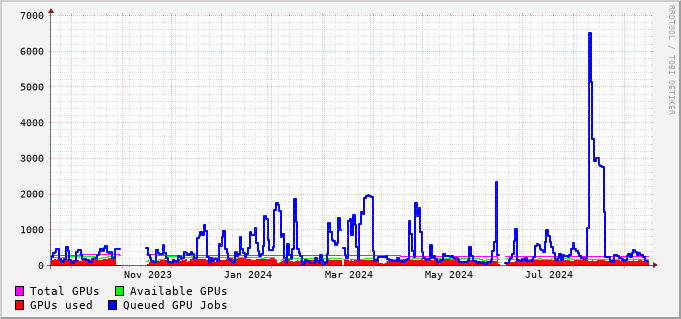 7000
6000
5000
4000
3000
2000
1000
0
Nov 2023 Jan 2024 Mar 2024 May 2024 Jul 2024
Total GPUs Available GPUs
GPUs used Queued GPU Jobs
RRDTOOL / TOBI OETIKER